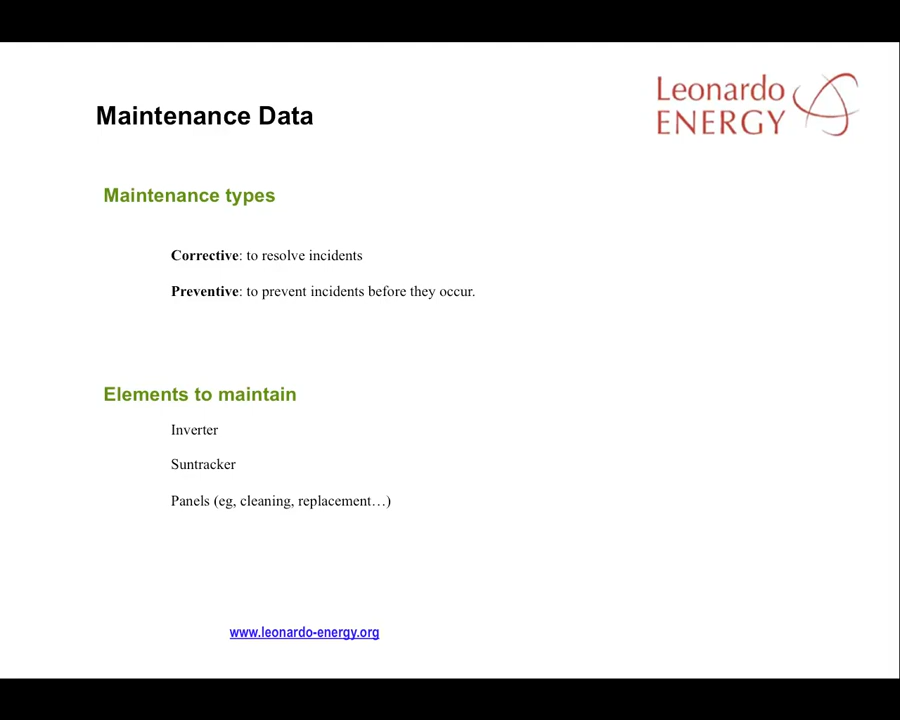 Leonardo
ENERGY
Maintenance Data
Maintenance types
Corrective: to resolve incidents
Preventive: to prevent incidents before they occur.
Elements to maintain
Inverter
Suntracker
Panels (eg, cleaning, replacement…)
www.leonardo-energy.org